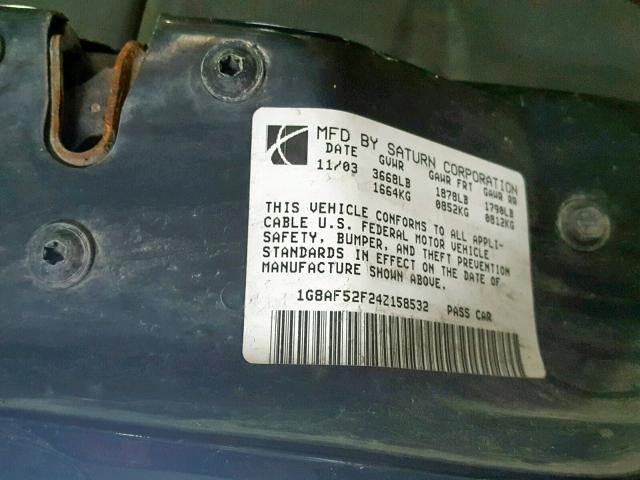 MFD BY SATURN CORPORATION
DATE GVWR GAWR FRT GAWR RR
11/03 3668LB 1878LB 1790LB
1664KG 0852KG 0812KG
THIS VEHICLE CONFORMS TO ALL APPLI-
CABLE U.S. FEDERAL MOTOR VEHICLE
SAFETY, BUMPER, AND THEFT PREVENTION
STANDARDS IN EFFECT ON THE DATE OF
MANUFACTURE SHOWN ABOVE.
1G8AF52F24Z158532 PASS CAR